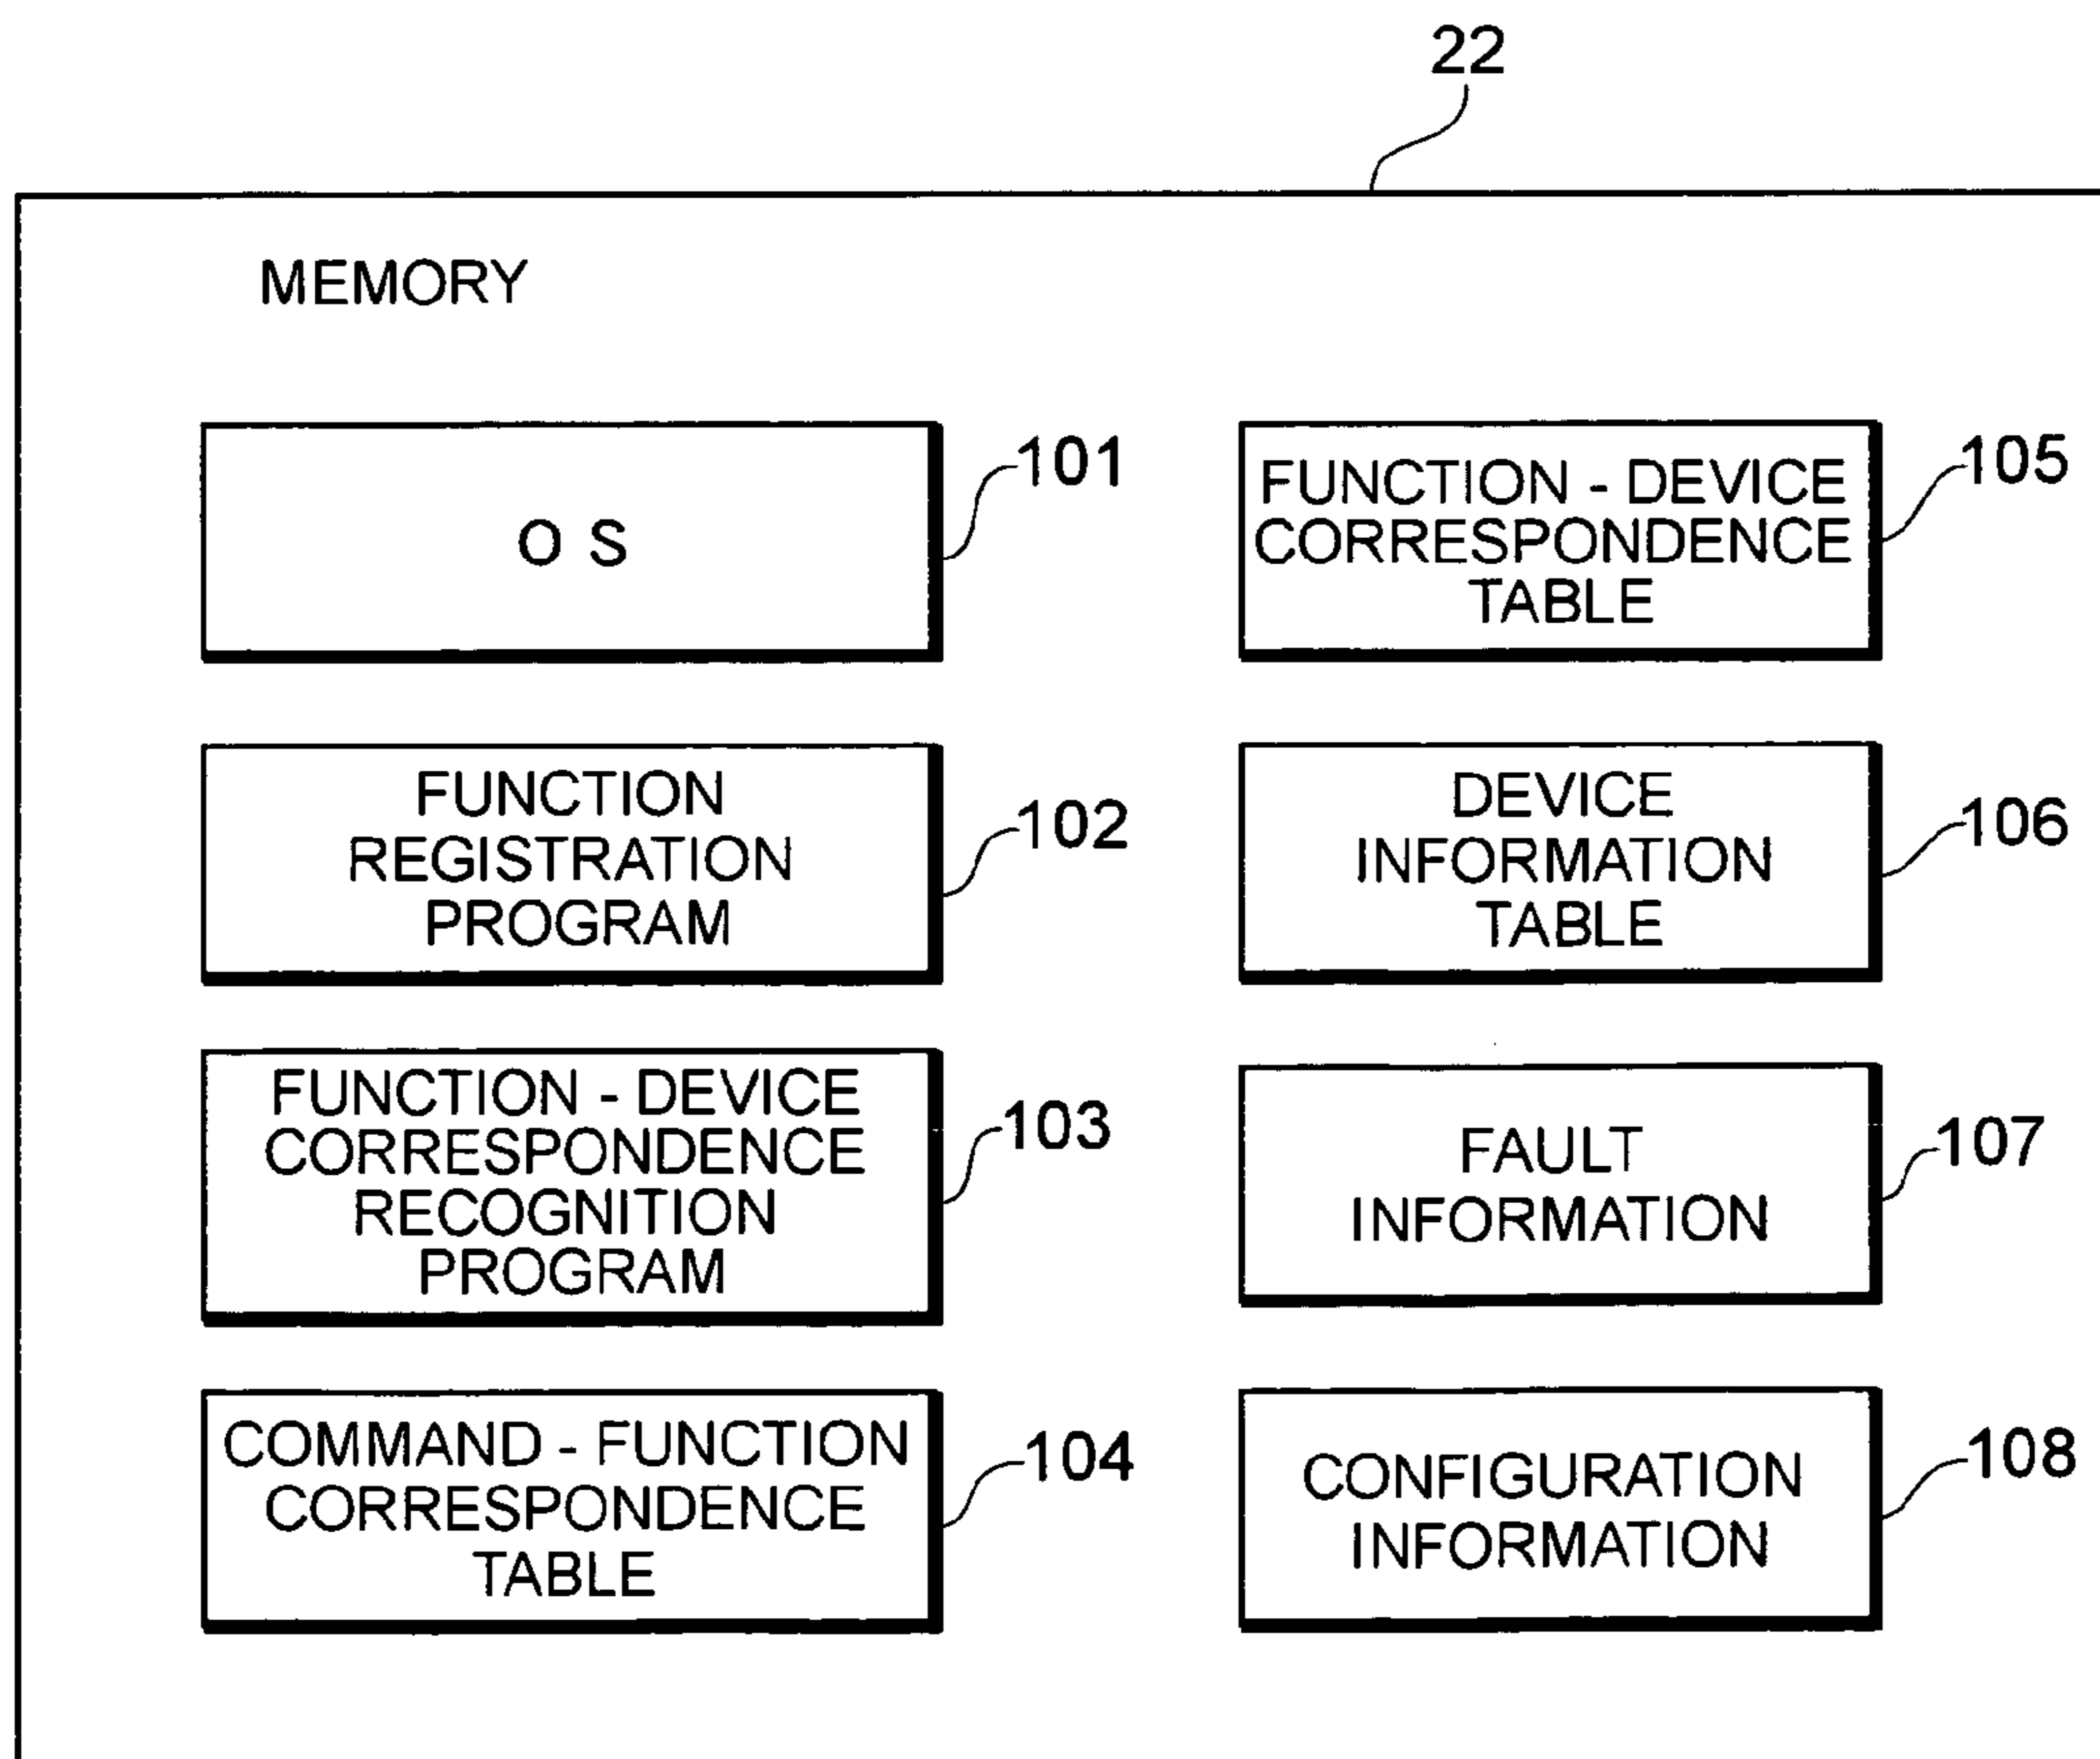 22
MEMORY
O S
101
FUNCTION
REGISTRATION
PROGRAM
102
FUNCTION - DEVICE
CORRESPONDENCE
RECOGNITION
PROGRAM
103
COMMAND - FUNCTION
CORRESPONDENCE
TABLE
104
FUNCTION - DEVICE
CORRESPONDENCE
TABLE
105
DEVICE
INFORMATION
TABLE
106
FAULT
INFORMATION
107
CONFIGURATION
INFORMATION
108